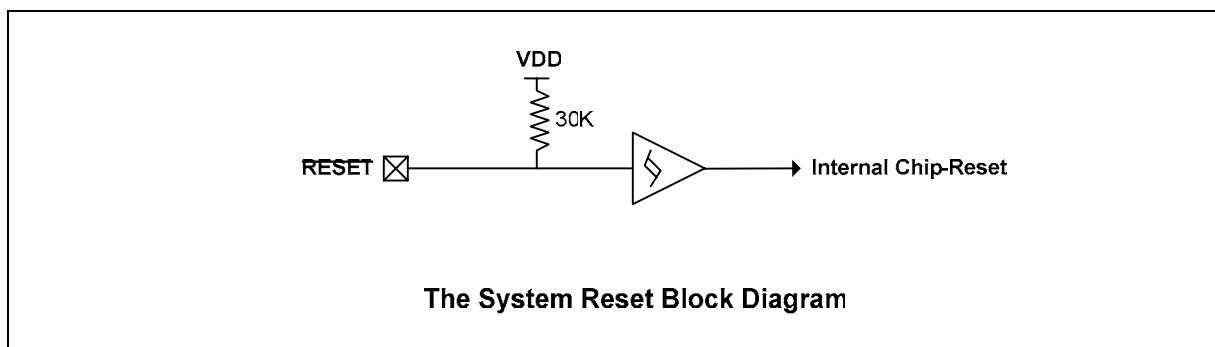 VDD
30K
RESET
Internal Chip-Reset
The System Reset Block Diagram